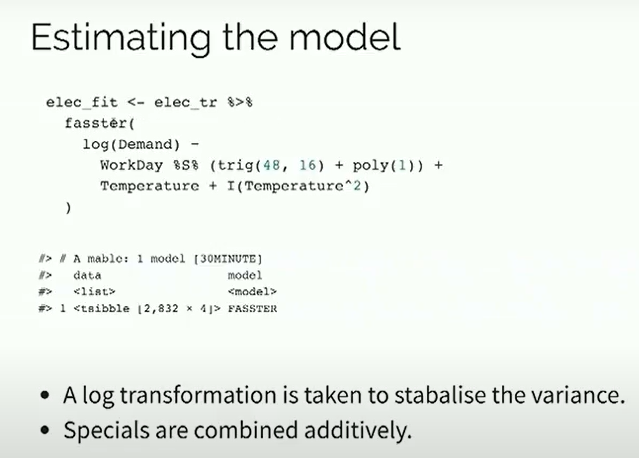 Estimating the model
elec_fit <- elec_tr %>%
fasster(
log(Demand) ~
WorkDay %S% (trig(48, 16) + poly(1)) +
Temperature + I(Temperature^2)
)
#> # A mable: 1 model [30MINUTE]
#> data model
#> <list> <model>
#> 1 <tsibble [2,832 × 4]> FASSTER
• A log transformation is taken to stabalise the variance.
• Specials are combined additively.